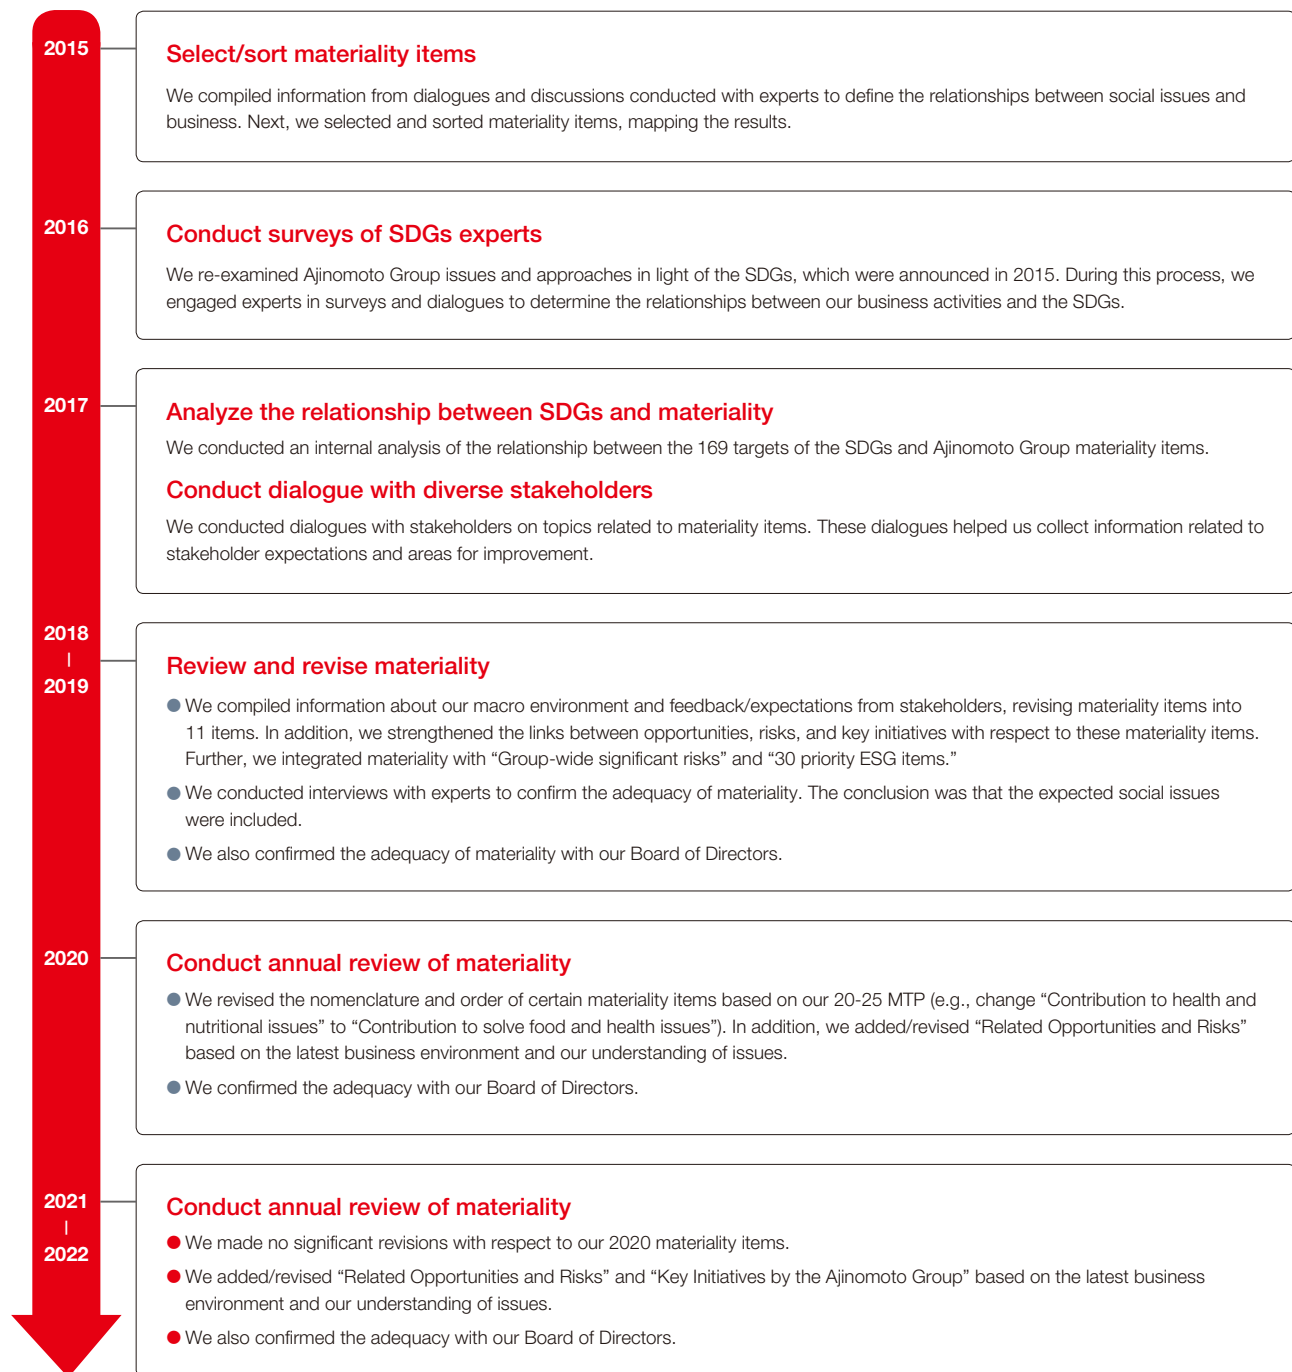 2015
Select/sort materiality items
We compiled information from dialogues and discussions conducted with experts to define the relationships between social issues and
business. Next, we selected and sorted materiality items, mapping the results.
2016
Conduct surveys of SDGs experts
We re-examined Ajinomoto Group issues and approaches in light of the SDGs, which were announced in 2015. During this process, we
engaged experts in surveys and dialogues to determine the relationships between our business activities and the SDGs.
2017
Analyze the relationship between SDGs and materiality
We conducted an internal analysis of the relationship between the 169 targets of the SDGs and Ajinomoto Group materiality items.
Conduct dialogue with diverse stakeholders
We conducted dialogues with stakeholders on topics related to materiality items. These dialogues helped us collect information related to
stakeholder expectations and areas for improvement.
2018
|
2019
Review and revise materiality
● We compiled information about our macro environment and feedback/expectations from stakeholders, revising materiality items into
11 items. In addition, we strengthened the links between opportunities, risks, and key initiatives with respect to these materiality items.
Further, we integrated materiality with “Group-wide significant risks” and “30 priority ESG items.”
● We conducted interviews with experts to confirm the adequacy of materiality. The conclusion was that the expected social issues
were included.
● We also confirmed the adequacy of materiality with our Board of Directors.
2020
Conduct annual review of materiality
● We revised the nomenclature and order of certain materiality items based on our 20-25 MTP (e.g., change “Contribution to health and
nutritional issues” to “Contribution to solve food and health issues”). In addition, we added/revised “Related Opportunities and Risks”
based on the latest business environment and our understanding of issues.
● We confirmed the adequacy with our Board of Directors.
2021
|
2022
Conduct annual review of materiality
● We made no significant revisions with respect to our 2020 materiality items.
● We added/revised “Related Opportunities and Risks” and “Key Initiatives by the Ajinomoto Group” based on the latest business
environment and our understanding of issues.
● We also confirmed the adequacy with our Board of Directors.